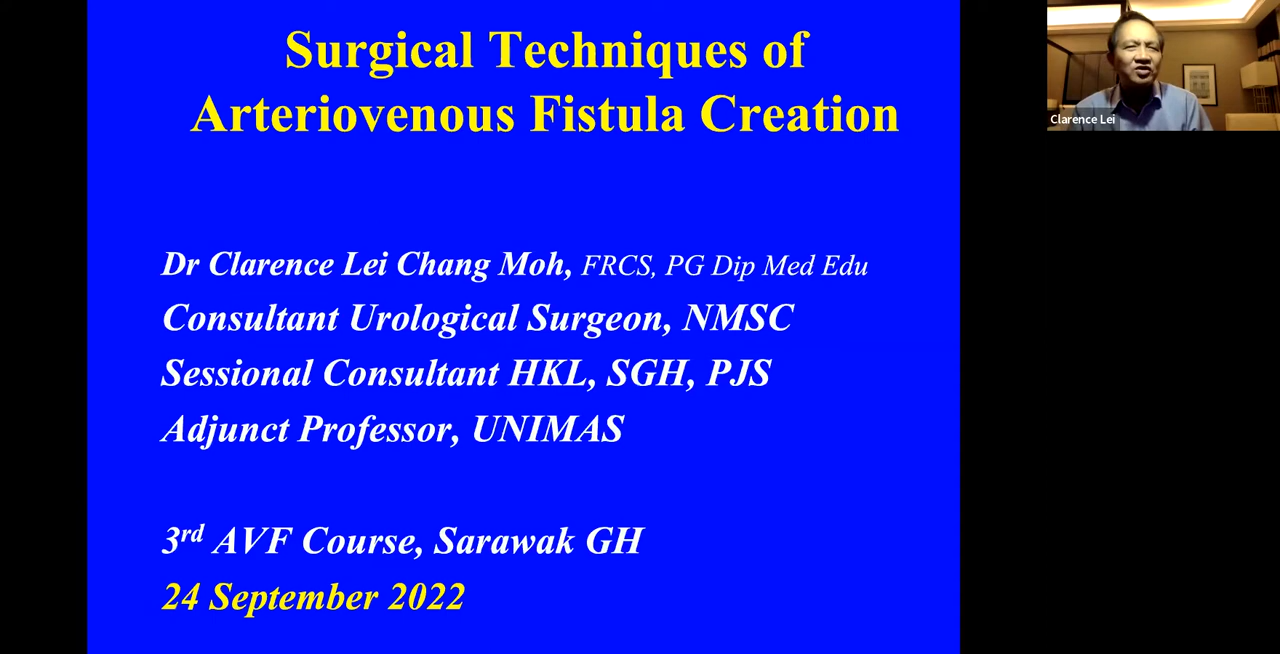 Surgical Techniques of
Arteriovenous Fistula Creation
Dr Clarence Lei Chang Moh, FRCS, PG Dip Med Edu
Consultant Urological Surgeon, NMSC
Sessional Consultant HKL, SGH, PJS
Adjunct Professor, UNIMAS
3rd AVF Course, Sarawak GH
24 September 2022
Clarence Lei